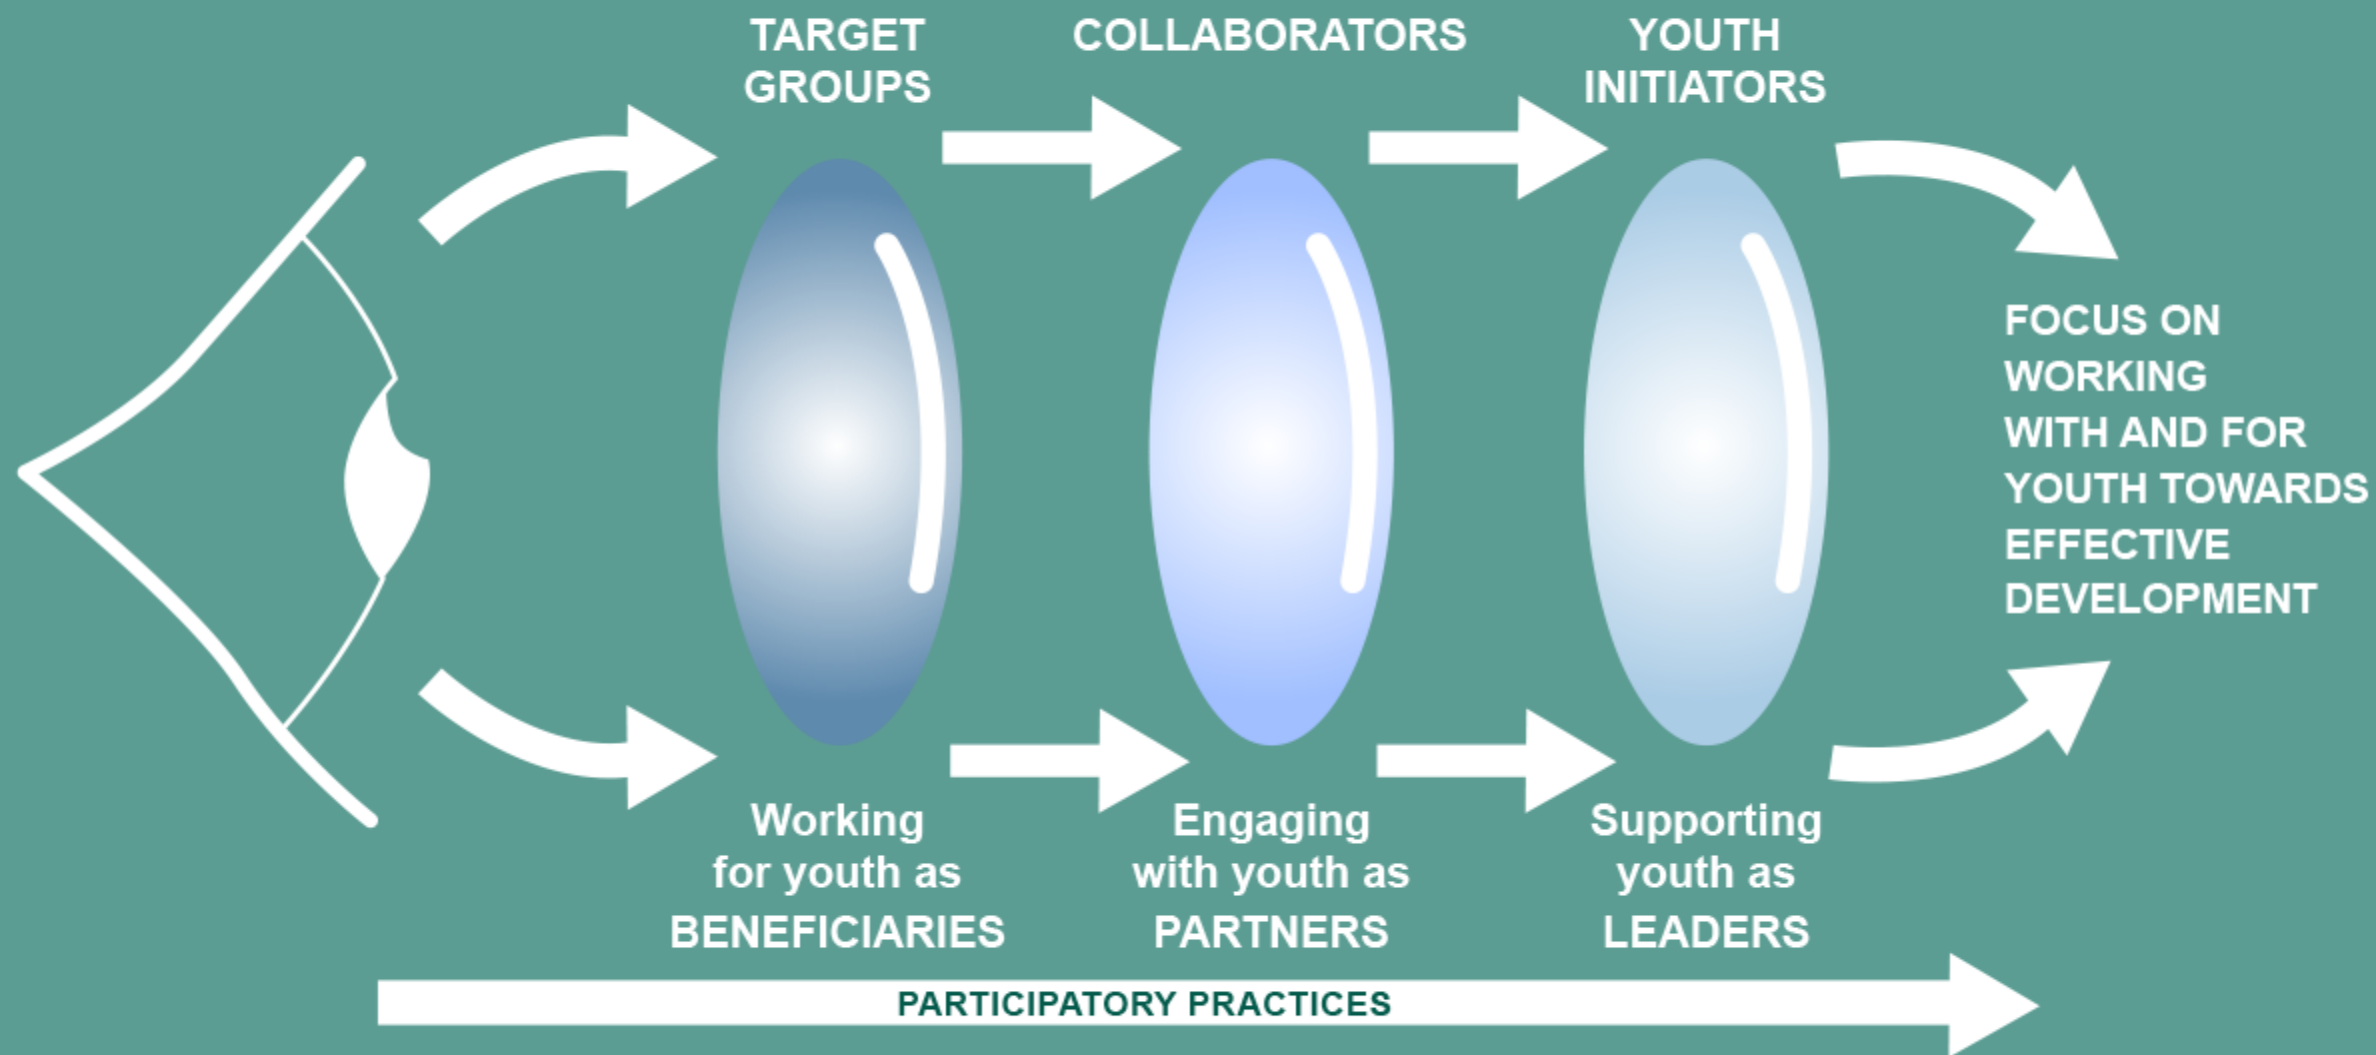 TARGET
GROUPS
COLLABORATORS
YOUTH
INITIATORS
FOCUS ON
WORKING
WITH AND FOR
YOUTH TOWARDS
EFFECTIVE
DEVELOPMENT
Working
for youth as
BENEFICIARIES
Engaging
with youth as
PARTNERS
Supporting
youth as
LEADERS
PARTICIPATORY PRACTICES